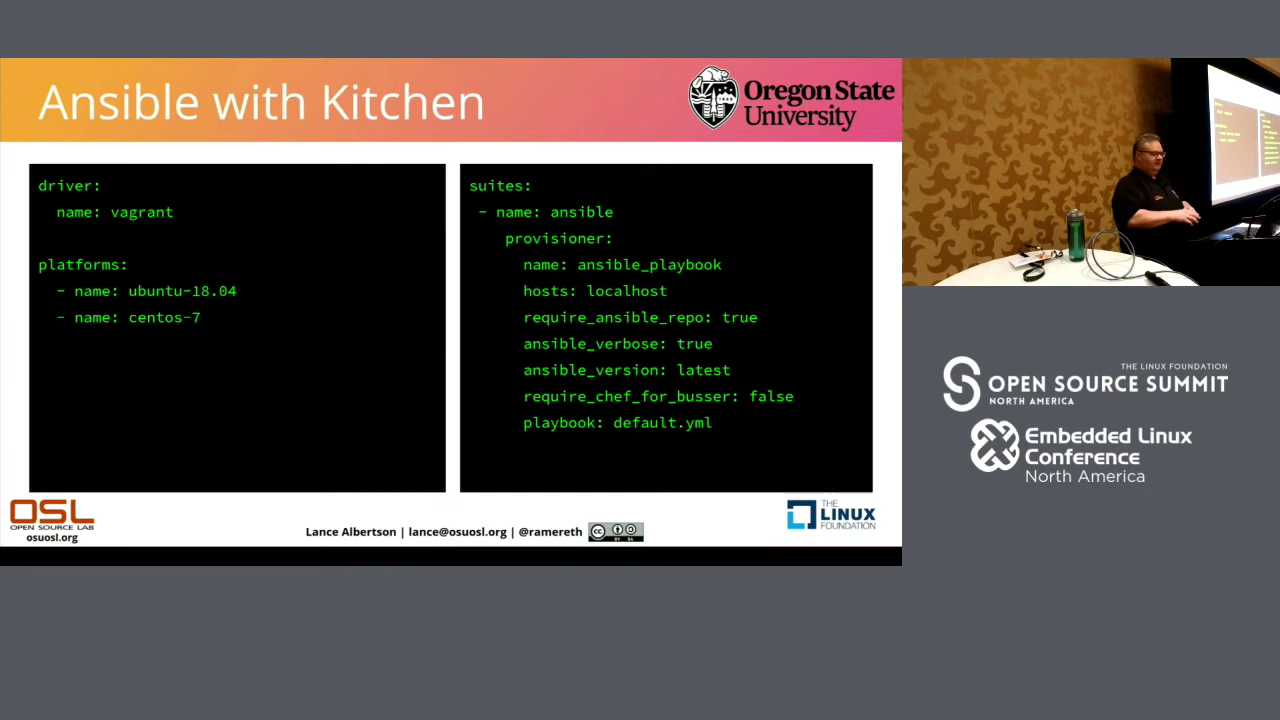 Ansible with Kitchen
Oregon State
University
driver:
name: vagrant
platforms:
- name: ubuntu-18.04
- name: centos-7
suites:
- name: ansible
provisioner:
name: ansible_playbook
hosts: localhost
require_ansible_repo: true
ansible_verbose: true
ansible_version: latest
require_chef_for_busser: false
playbook: default.yml
OSL
OPEN SOURCE LAB
osuosl.org
Lance Albertson | lance@osuosl.org | @ramereth
CC
BY SA
THE
LINUX
FOUNDATION
THE LINUX FOUNDATION
OPEN SOURCE SUMMIT
NORTH AMERICA
Embedded Linux
Conference
North America